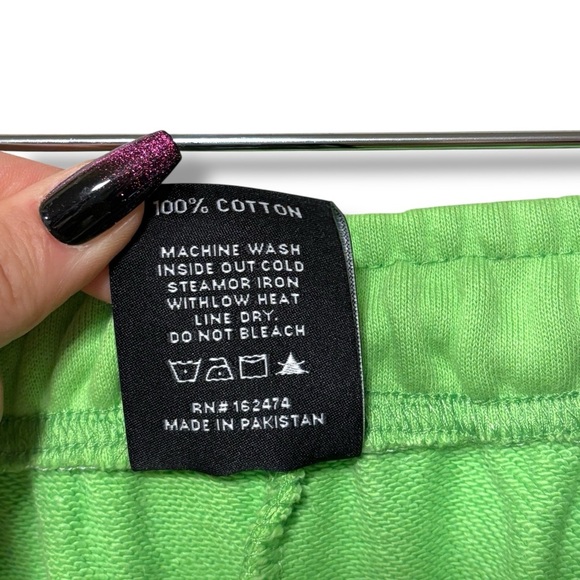 100% COTTON
MACHINE WASH
INSIDE OUT COLD
STEAMOR IRON
WITHLOW HEAT
LINE DRY.
DO NOT BLEACH
RN# 162474
MADE IN PAKISTAN